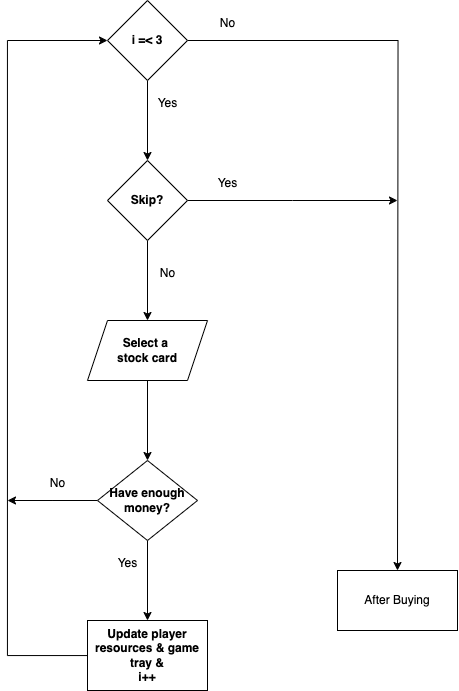 No
i =< 3
Yes
Skip?
Yes
No
Select a
stock card
No
Have enough
money?
Yes
After Buying
Update player
resources & game
tray &
i++